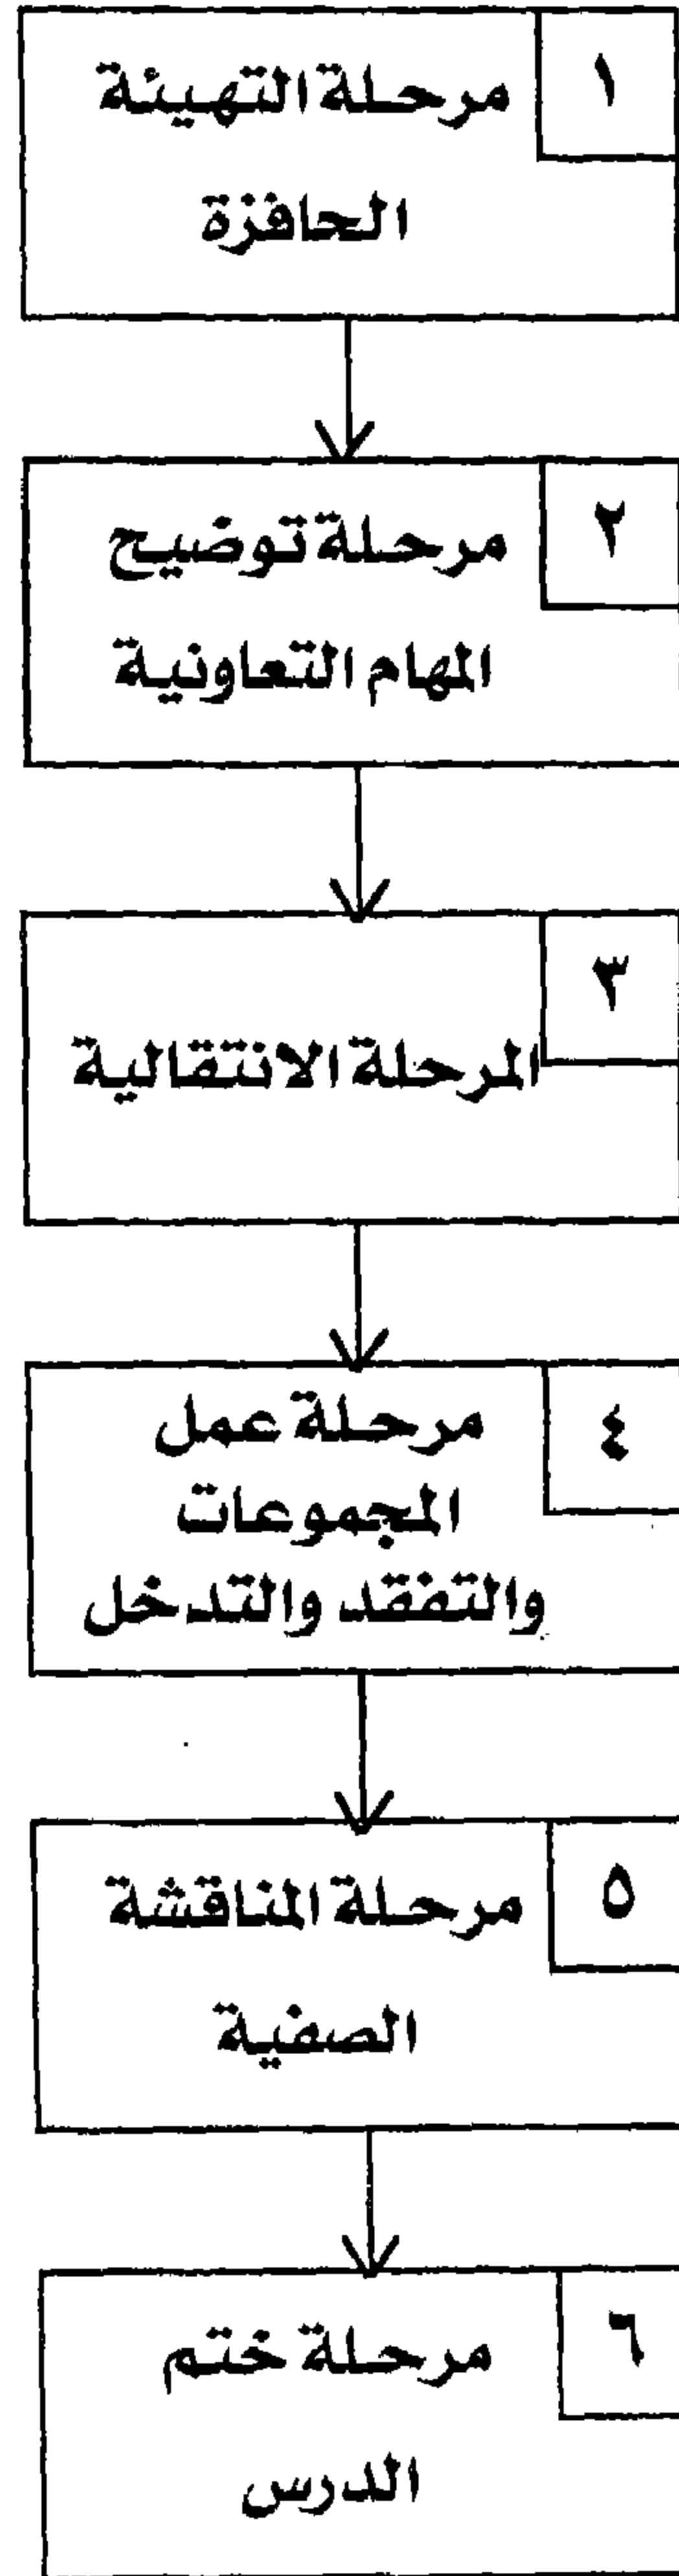 ١
مرحلة التهيئة
الحافزة
٢
مرحلة توضيح
المهام التعاونية
٣
المرحلة الانتقالية
٤
مرحلة عمل
المجموعات
والتفقد والتدخل
٥
مرحلة المناقشة
الصفية
٦
مرحلة ختم
الدرس